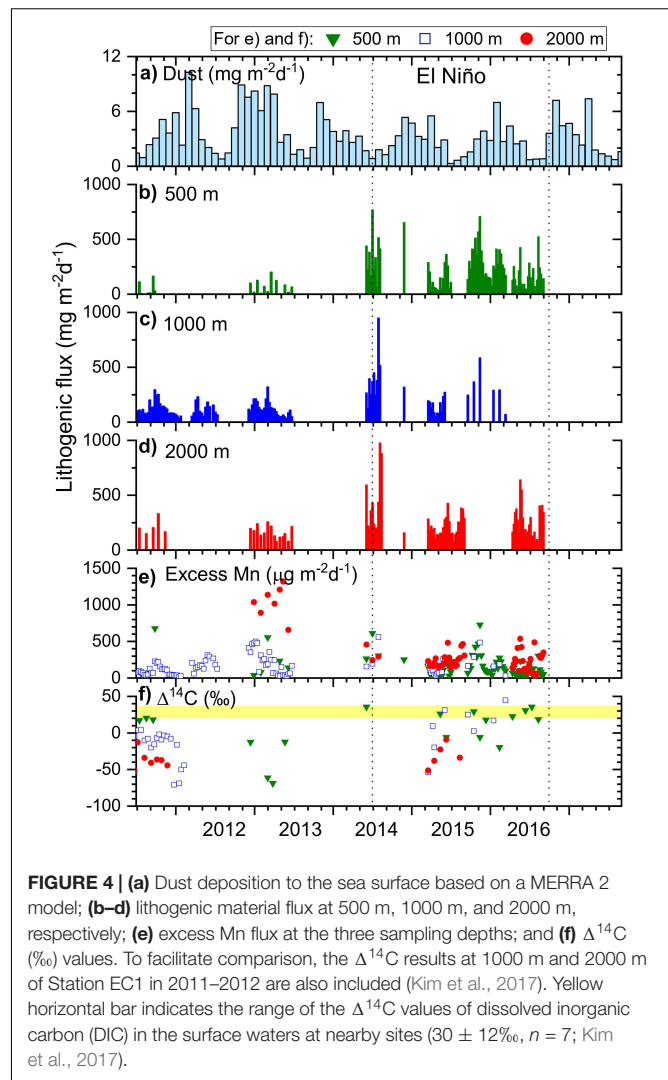 For e) and f): 500 m 1000 m 2000 m
12
a) Dust (mg m⁻²d⁻¹)
El Niño
6
0
1000
b) 500 m
500
0
1000
c) 1000 m
500
0
1000
d) 2000 m
500
0
Lithogenic flux (mg m⁻²d⁻¹)
1500
e) Excess Mn (µg m⁻²d⁻¹)
1000
500
0
50
f) Δ¹⁴C (‰)
0
-50
-100
2012 2013 2014 2015 2016
FIGURE 4 | (a) Dust deposition to the sea surface based on a MERRA 2
model; (b–d) lithogenic material flux at 500 m, 1000 m, and 2000 m,
respectively; (e) excess Mn flux at the three sampling depths; and (f) Δ¹⁴C
(‰) values. To facilitate comparison, the Δ¹⁴C results at 1000 m and 2000 m
of Station EC1 in 2011–2012 are also included (Kim et al., 2017). Yellow
horizontal bar indicates the range of the Δ¹⁴C values of dissolved inorganic
carbon (DIC) in the surface waters at nearby sites (30 ± 12‰, n = 7; Kim
et al., 2017).